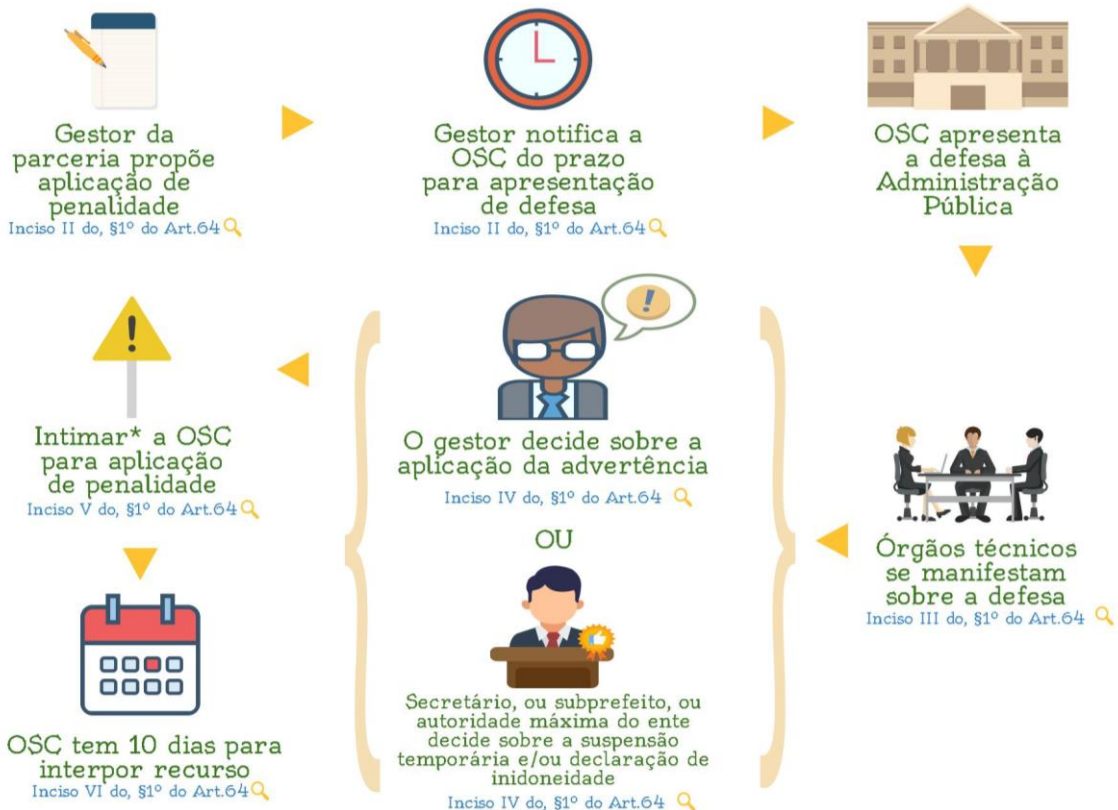 Gestor da
parceria propõe
aplicação de
penalidade
Inciso II do, §1º do Art.64
Gestor notifica a
OSC do prazo
para apresentação
de defesa
Inciso II do, §1º do Art.64
OSC apresenta
a defesa à
Administração
Pública
Órgãos técnicos
se manifestam
sobre a defesa
Inciso III do, §1º do Art.64
O gestor decide sobre a
aplicação da advertência
Inciso IV do, §1º do Art.64
OU
Secretário, ou subprefeito, ou
autoridade máxima do ente
decide sobre a suspensão
temporária e/ou declaração de
inidoneidade
Inciso IV do, §1º do Art.64
Intimar* a OSC
para aplicação
de penalidade
Inciso V do, §1º do Art.64
OSC tem 10 dias para
interpor recurso
Inciso VI do, §1º do Art.64